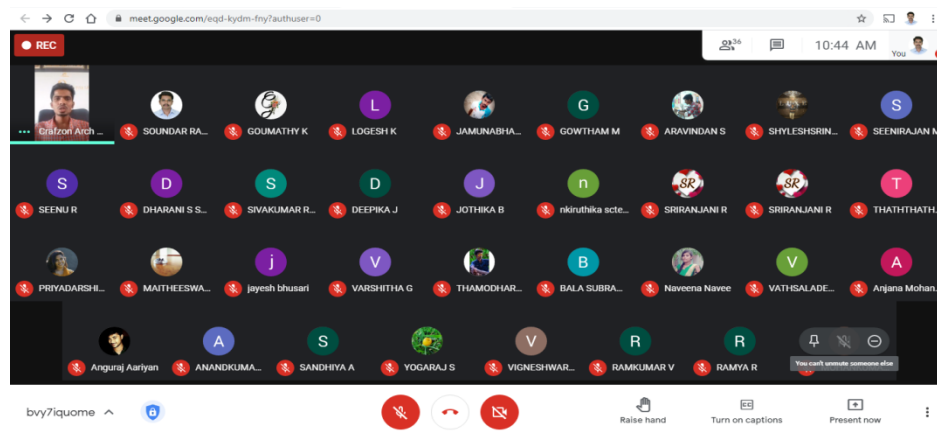 meet.google.com/eqd-kydm-fny?authuser=0
REC
36
10:44 AM
You
Crafzon Arch ...
SOUNDAR RA...
GOUMATHY K
L
LOGESH K
JAMUNABHA...
G
GOWTHAM M
ARAVINDAN S
SHYLESHSRIN...
S
SEENIRAJAN M
S
SEENU R
D
DHARANI S S...
S
SIVAKUMAR R...
D
DEEPIKA J
J
JOTHIKA B
n
nkiruthika scte...
SR
SRIRANJANI R
SR
SRIRANJANI R
T
THATHTHATH...
PRIYADARSHI...
MAITHEESWA...
j
jayesh bhusari
V
VARSHITHA G
THAMODHAR...
B
BALA SUBRA...
Naveena Navee
V
VATHSALADE...
A
Anjana Mohan...
Anguraj Aariyan
A
ANANDKUMA...
S
SANDHIYA A
YOGARAJ S
V
VIGNESHWAR...
R
RAMKUMAR V
R
RAMYA R
You can't unmute someone else
bvy7iquome
Raise hand
CC
Turn on captions
Present now